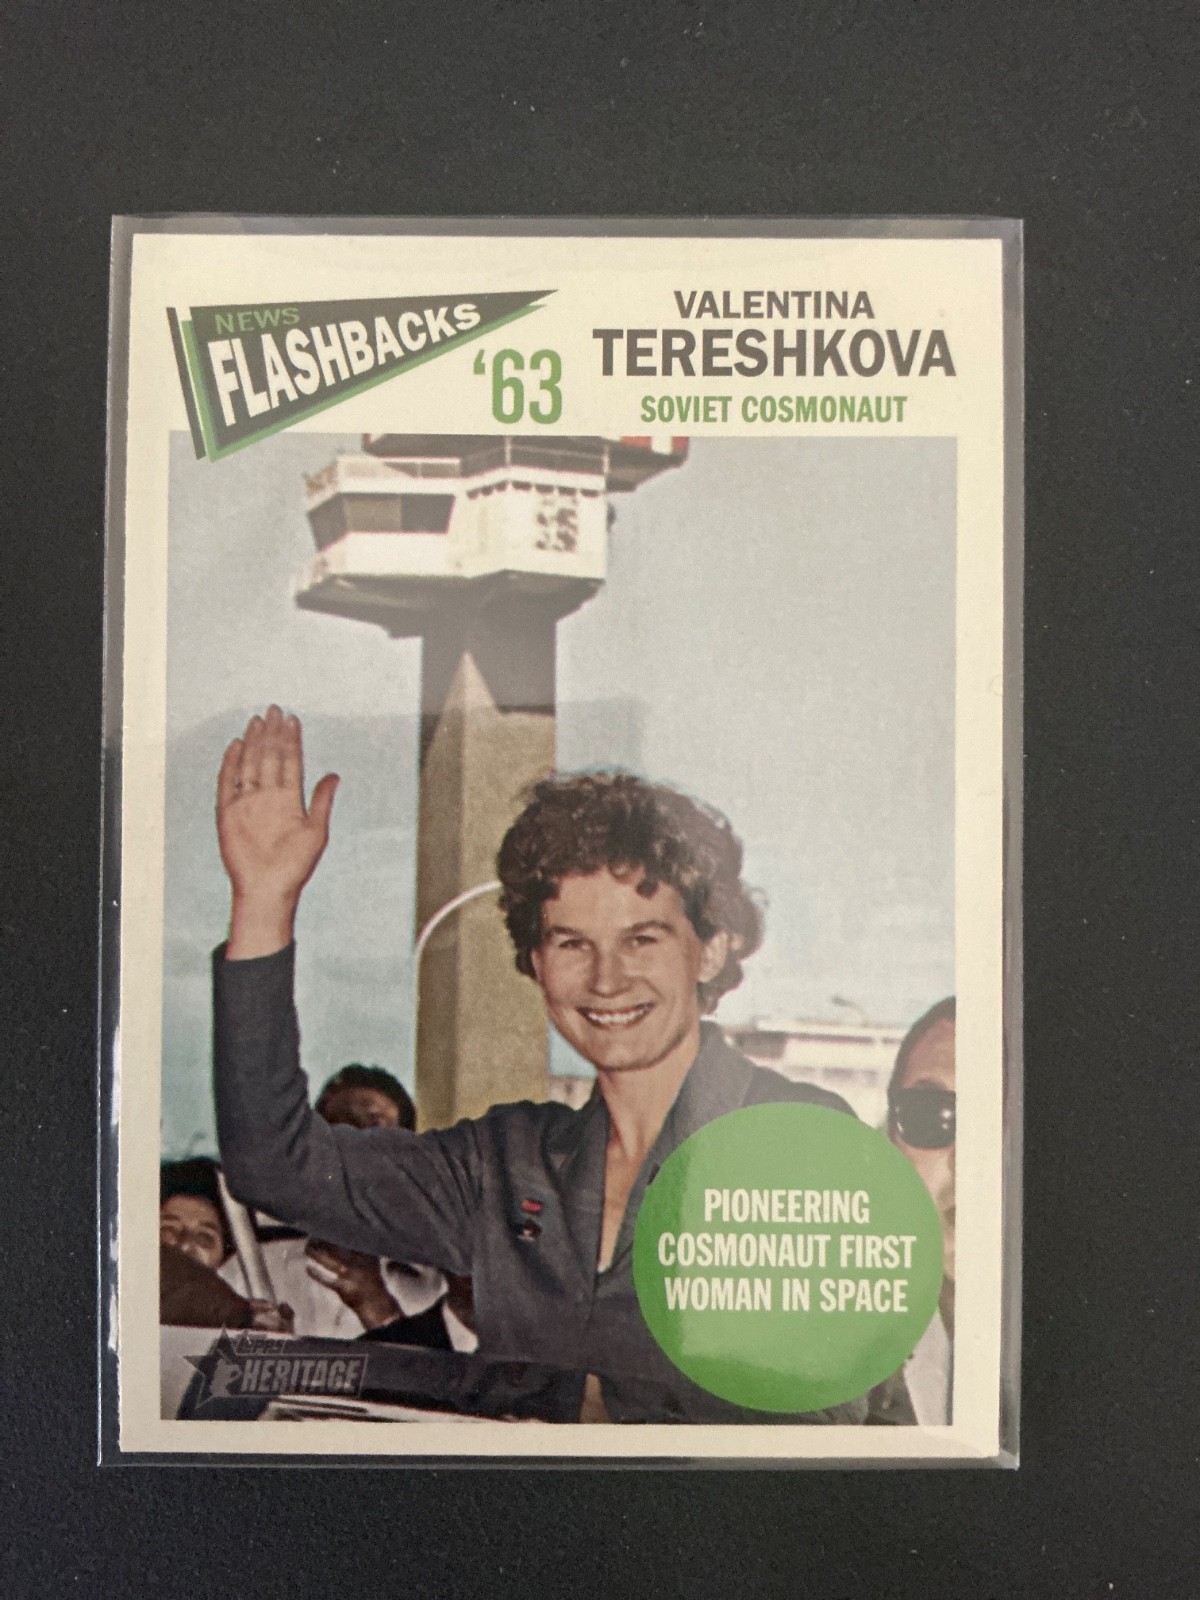 NEWS
FLASHBACKS
'63
VALENTINA
TERESHKOVA
SOVIET COSMONAUT
PIONEERING
COSMONAUT FIRST
WOMAN IN SPACE
TOPPS
HERITAGE